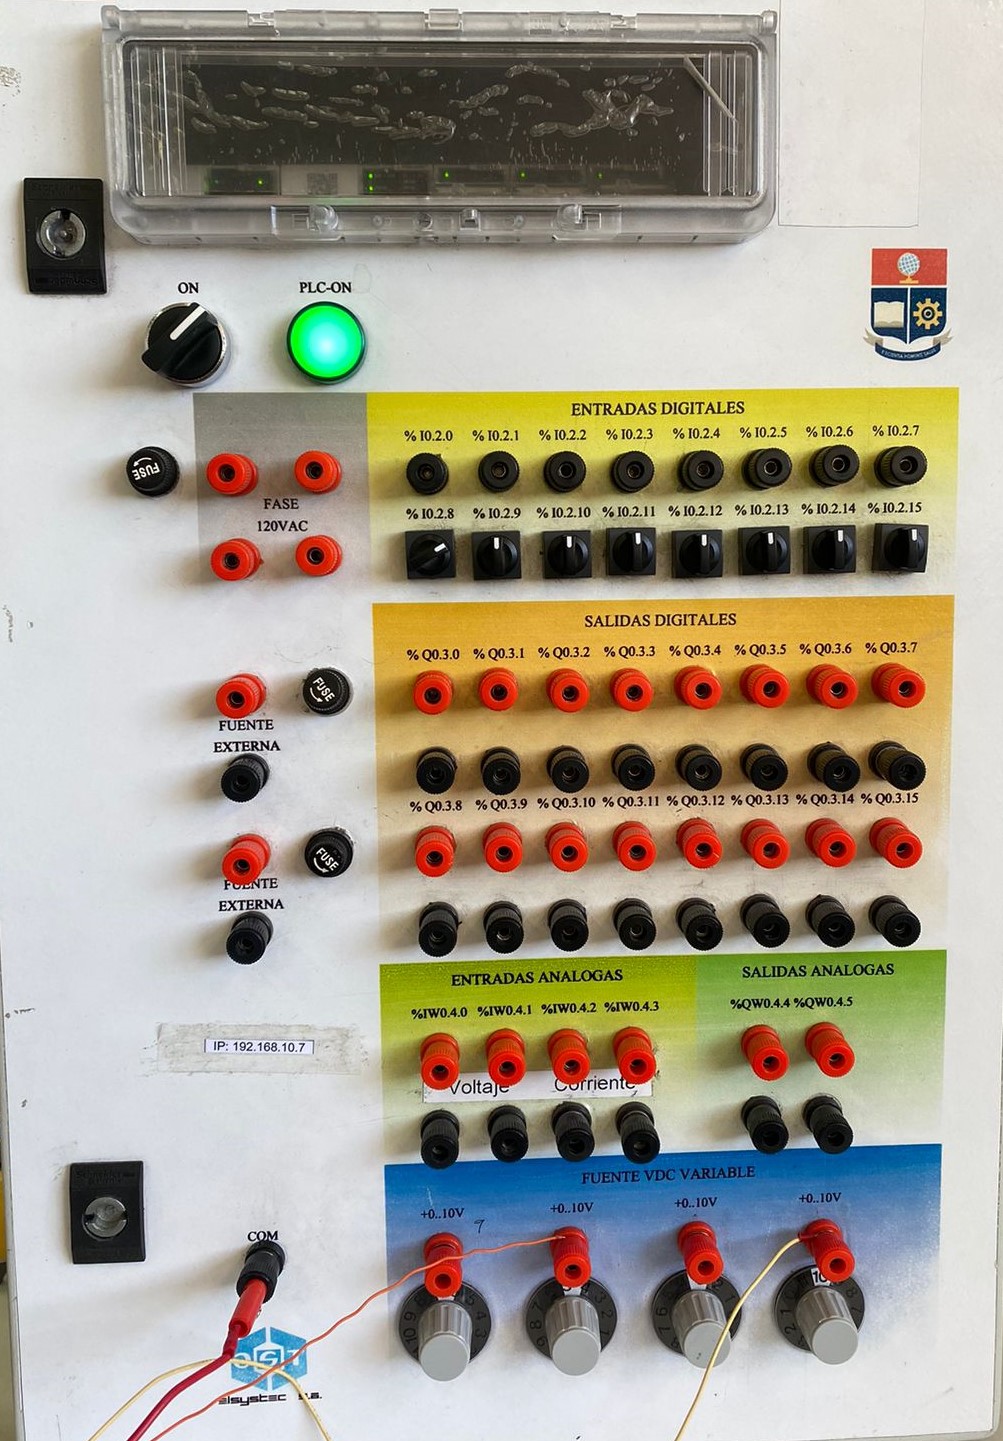 ON
PLC-ON
ENTRADAS DIGITALES
% I0.2.0 % I0.2.1 % I0.2.2 % I0.2.3 % I0.2.4 % I0.2.5 % I0.2.6 % I0.2.7
FUSE
FASE
120VAC
% I0.2.8 % I0.2.9 % I0.2.10 % I0.2.11 % I0.2.12 % I0.2.13 % I0.2.14 % I0.2.15
SALIDAS DIGITALES
% Q0.3.0 % Q0.3.1 % Q0.3.2 % Q0.3.3 % Q0.3.4 % Q0.3.5 % Q0.3.6 % Q0.3.7
FUSE
FUENTE
EXTERNA
% Q0.3.8 % Q0.3.9 % Q0.3.10 % Q0.3.11 % Q0.3.12 % Q0.3.13 % Q0.3.14 % Q0.3.15
FUSE
FUENTE
EXTERNA
ENTRADAS ANALOGAS
SALIDAS ANALOGAS
%IW0.4.0 %IW0.4.1 %IW0.4.2 %IW0.4.3
%QW0.4.4 %QW0.4.5
IP: 192.168.10.7
Voltaje Corriente
FUENTE VDC VARIABLE
+0..10V +0..10V +0..10V +0..10V
COM
elsystec s.a.